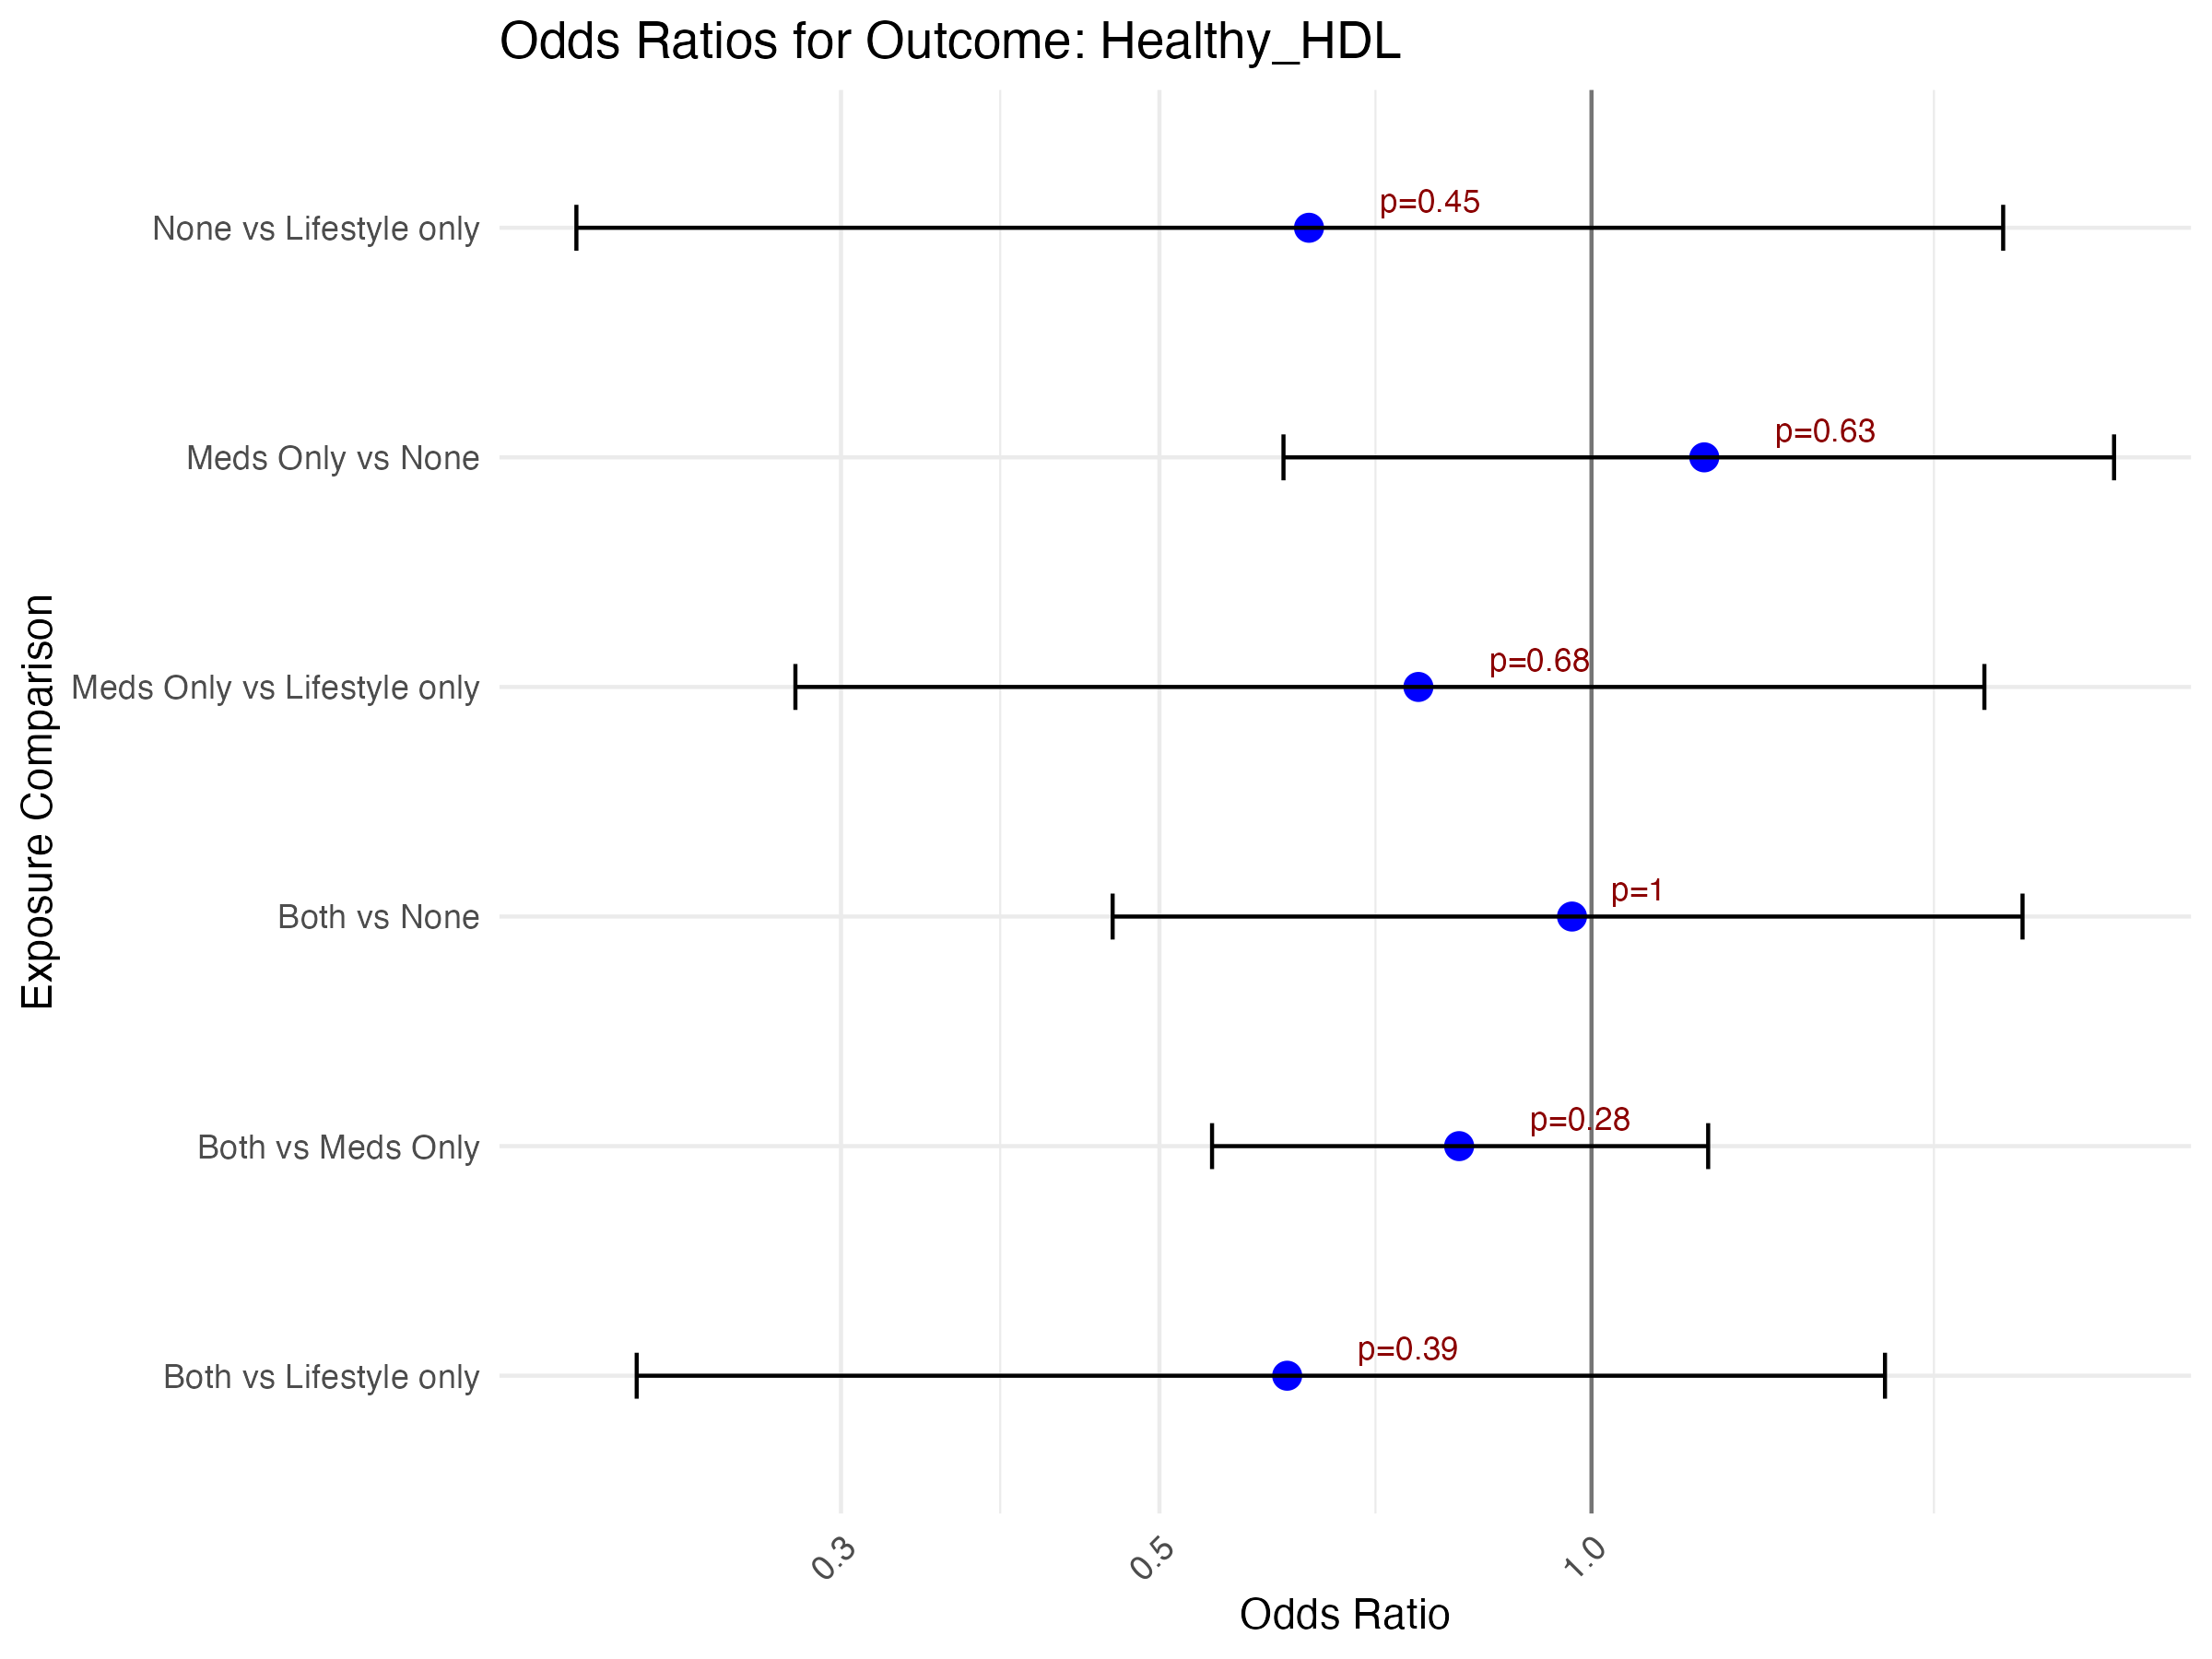 Odds Ratios for Outcome: Healthy_HDL
None vs Lifestyle only
p=0.45
Meds Only vs None
p=0.63
Meds Only vs Lifestyle only
p=0.68
Both vs None
p=1
Both vs Meds Only
p=0.28
Both vs Lifestyle only
p=0.39
Exposure Comparison
0.3
0.5
1.0
Odds Ratio